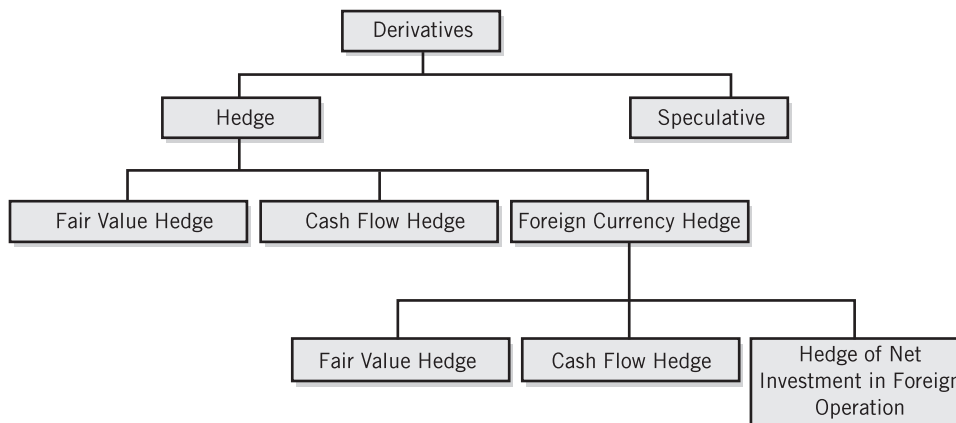 Derivatives
Hedge
Speculative
Fair Value Hedge
Cash Flow Hedge
Foreign Currency Hedge
Fair Value Hedge
Cash Flow Hedge
Hedge of Net
Investment in Foreign
Operation